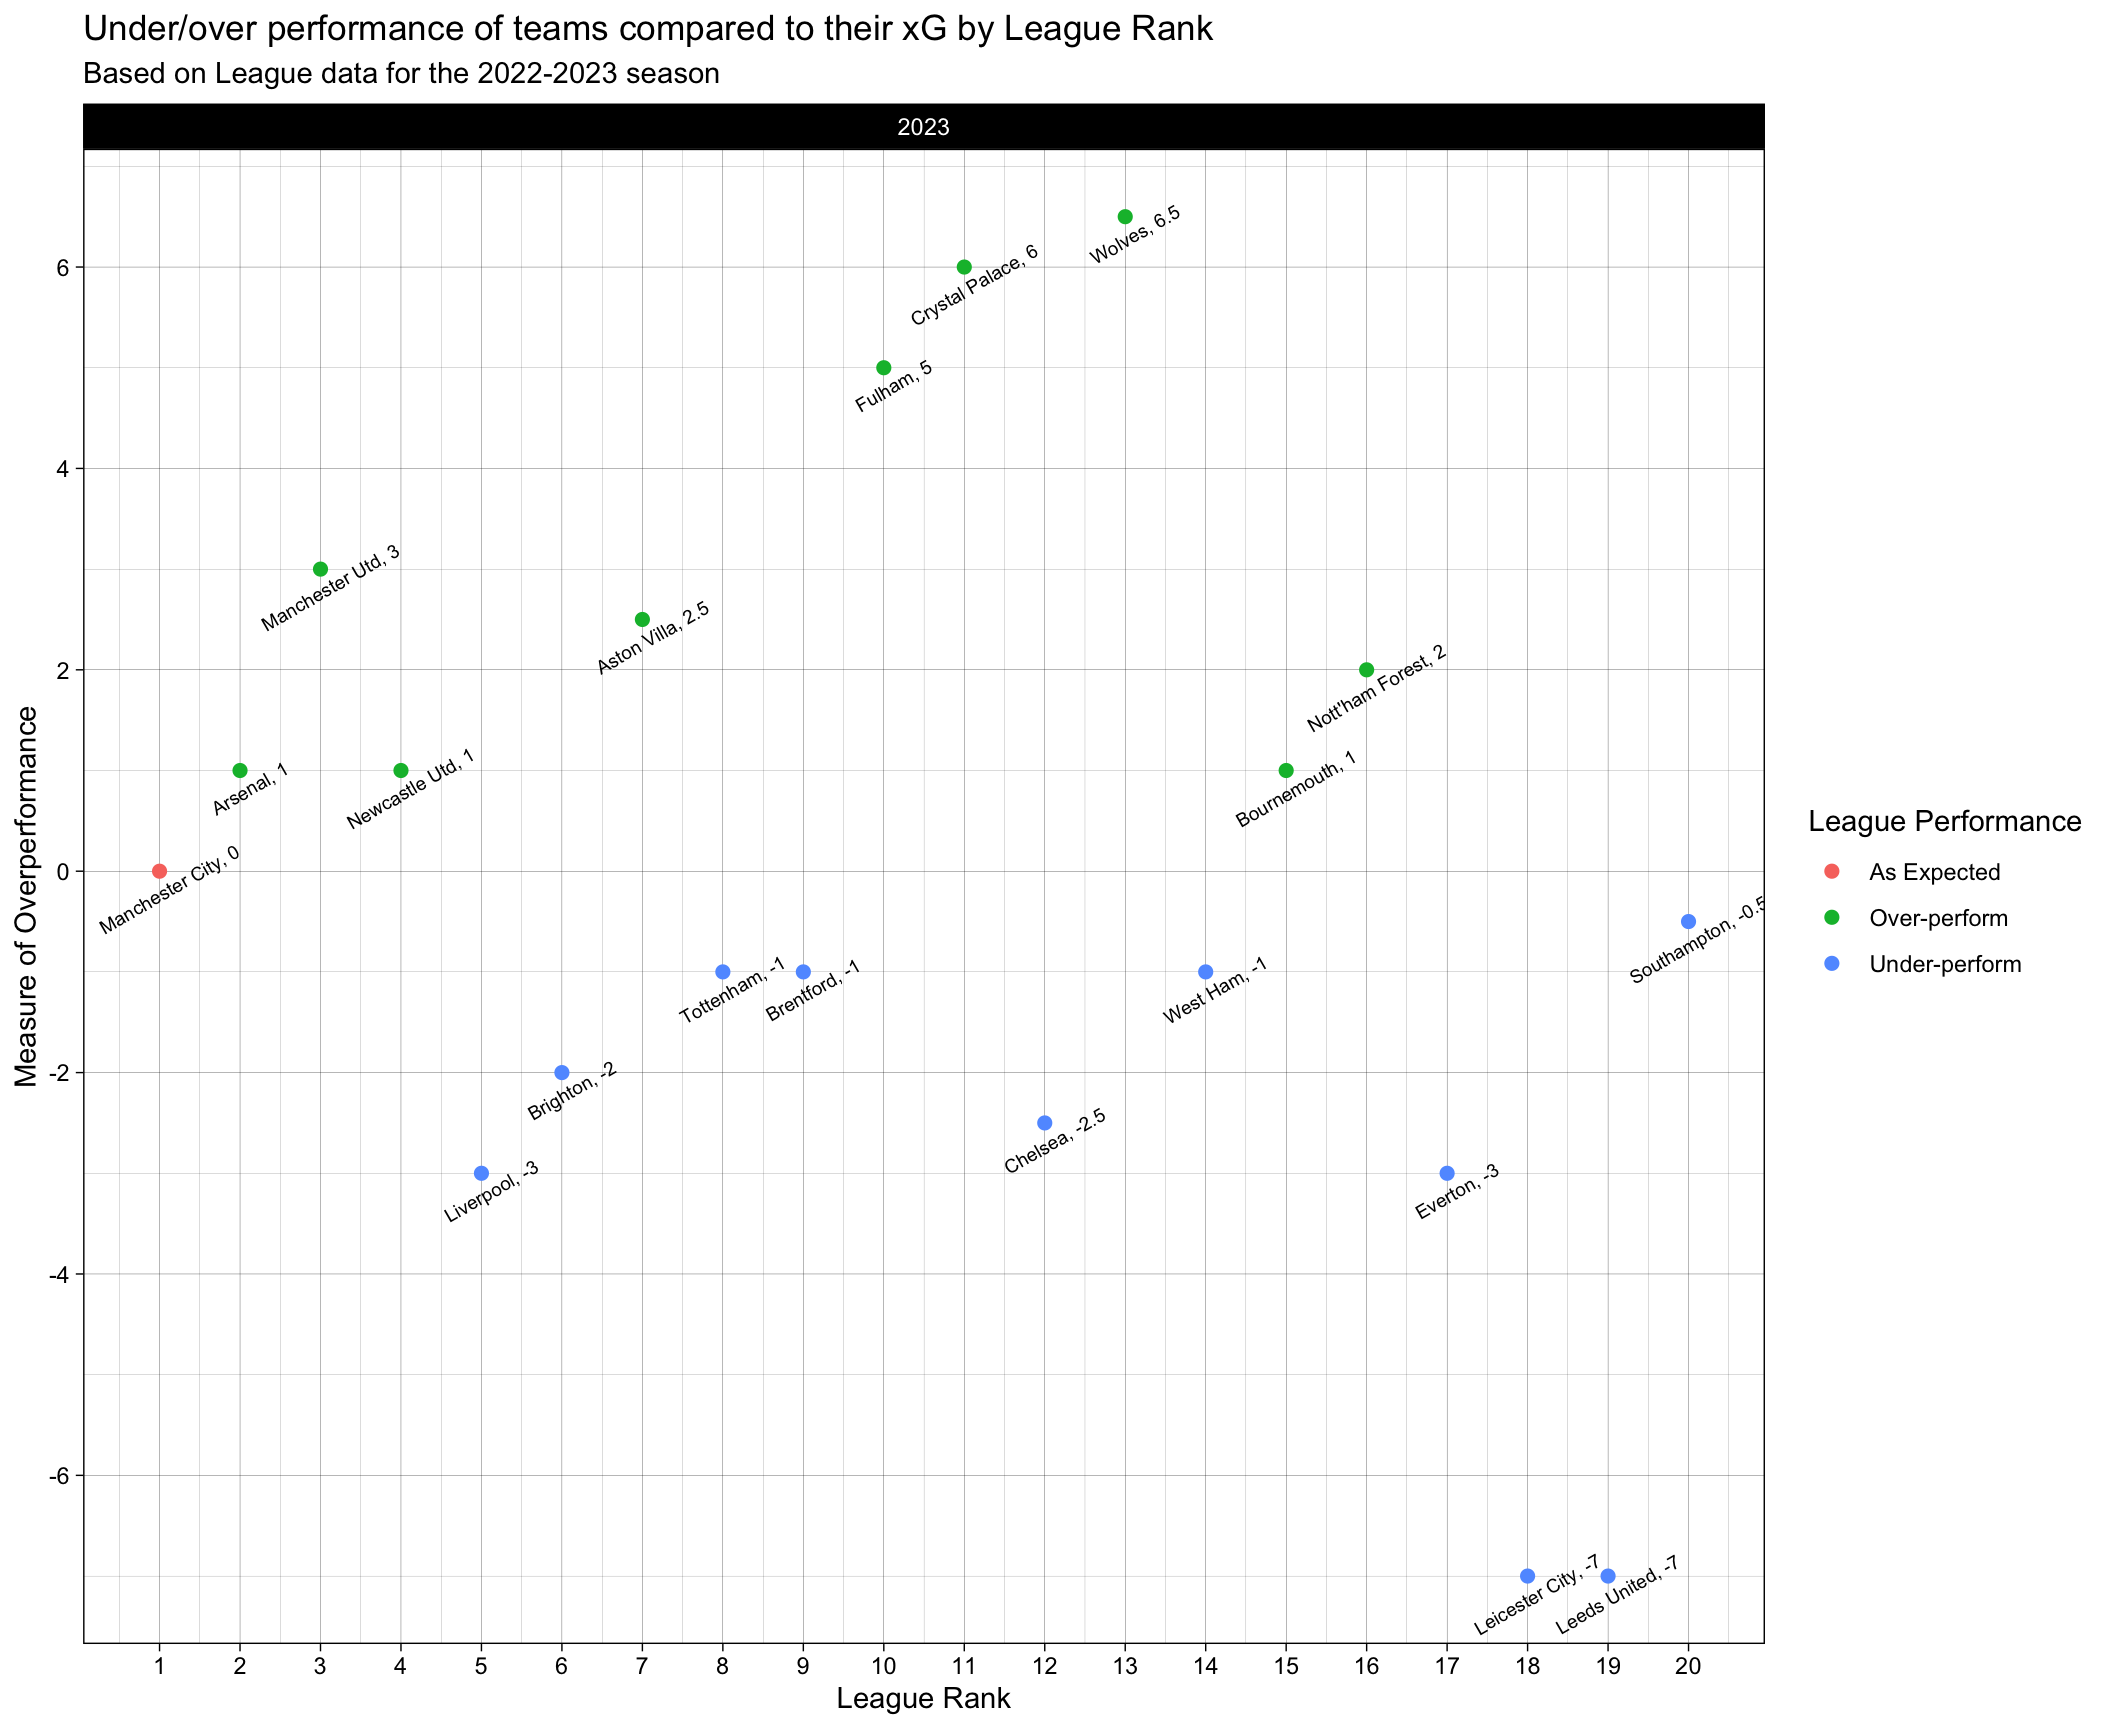 Under/over performance of teams compared to their xG by League Rank
Based on League data for the 2022-2023 season
2023
Measure of Overperformance
6
4
2
0
-2
-4
-6
Wolves, 6.5
Crystal Palace, 6
Fulham, 5
Manchester Utd, 3
Aston Villa, 2.5
Nott'ham Forest, 2
Arsenal, 1
Newcastle Utd, 1
Bournemouth, 1
Manchester City, 0
Southampton, -0.5
Tottenham, -1
Brentford, -1
West Ham, -1
Brighton, -2
Chelsea, -2.5
Liverpool, -3
Everton, -3
Leicester City, -7
Leeds United, -7
1 2 3 4 5 6 7 8 9 10 11 12 13 14 15 16 17 18 19 20
League Rank
League Performance
As Expected
Over-perform
Under-perform